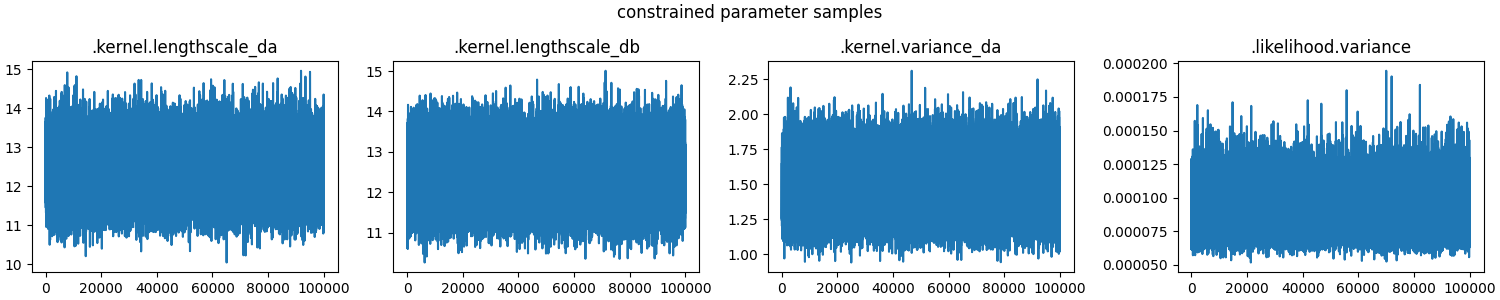 constrained parameter samples
.kernel.lengthscale_da
.kernel.lengthscale_db
.kernel.variance_da
.likelihood.variance
15
14
13
12
11
10
0 20000 40000 60000 80000 100000
15
14
13
12
11
0 20000 40000 60000 80000 100000
2.25
2.00
1.75
1.50
1.25
1.00
0 20000 40000 60000 80000 100000
0.000200
0.000175
0.000150
0.000125
0.000100
0.000075
0.000050
0 20000 40000 60000 80000 100000